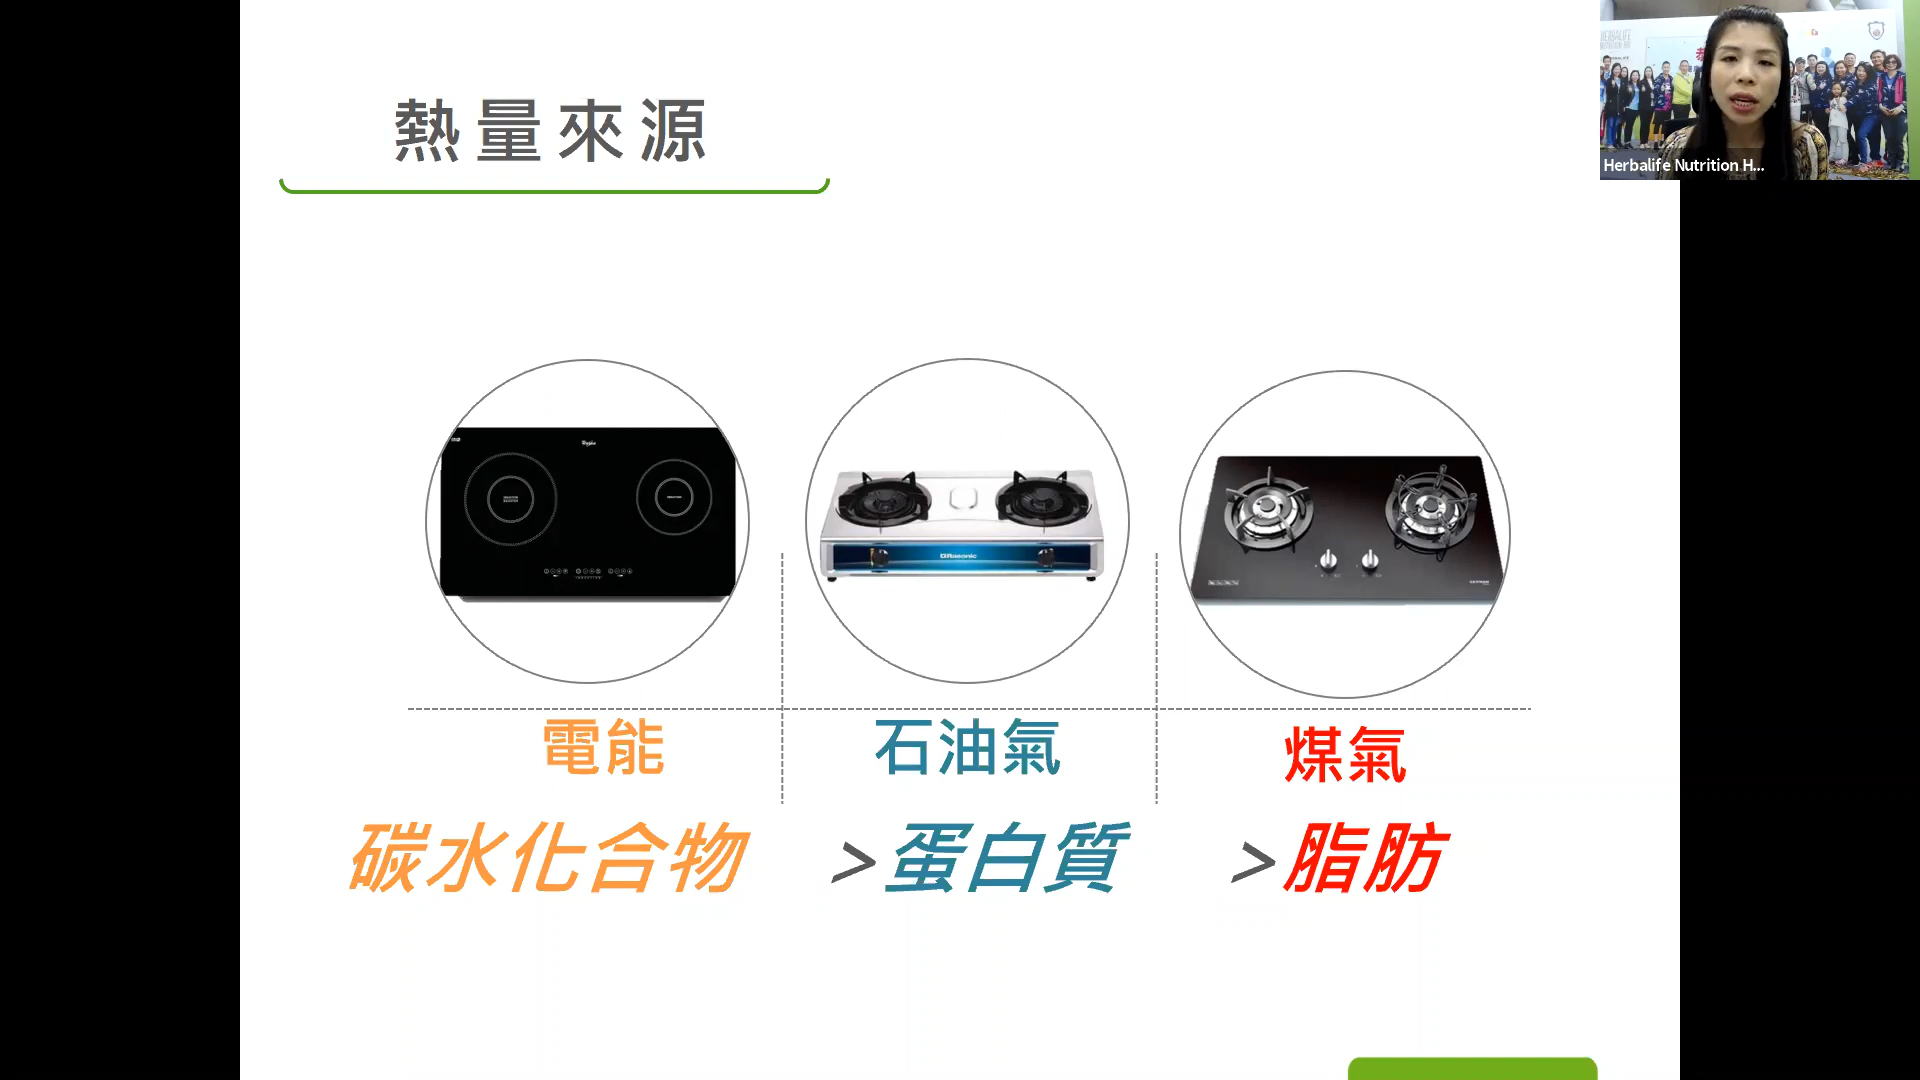 熱量來源
Herbalife Nutrition H...
Rasonic
電能
石油氣
煤氣
碳水化合物
>蛋白質
>脂肪